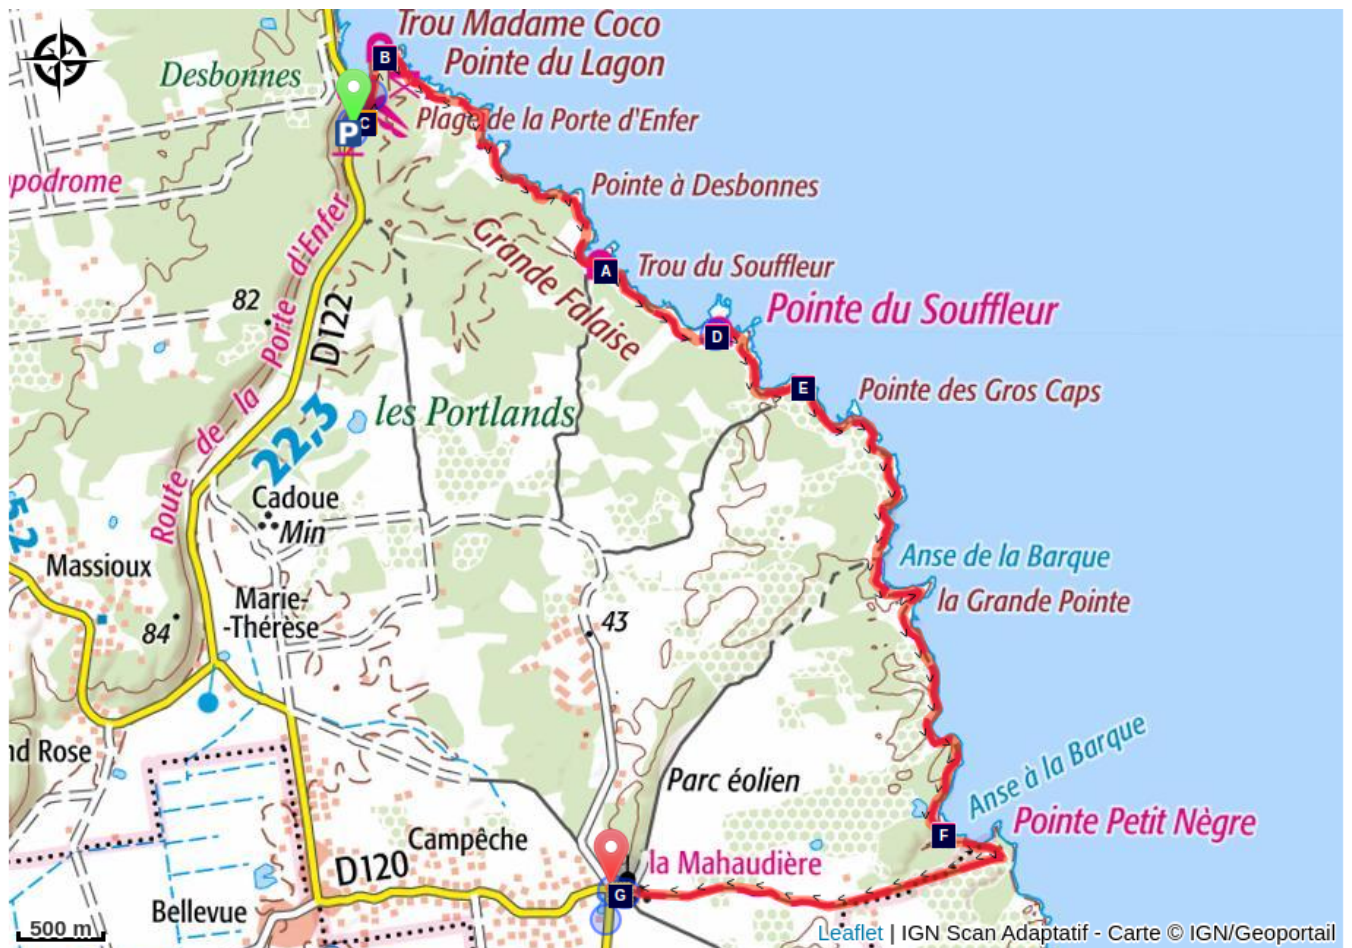 Trou Madame Coco
B
Pointe du Lagon
Desbonnes
P
C
Plage de la Porte d'Enfer
podrome
Pointe à Desbonnes
Grande Falaise
A
Trou du Souffleur
82
D122
Route de la Porte d'Enfer
D
Pointe du Souffleur
E
Pointe des Gros Caps
les Portlands
22,3
Cadoue
Min
5,2
Massioux
Anse de la Barque
Marie-
-Thérèse
la Grande Pointe
84
43
nd Rose
Parc éolien
Anse à la Barque
F
Pointe Petit Nègre
Campêche
D120
la Mahaudière
G
Bellevue
500 m
Leaflet | IGN Scan Adaptatif - Carte © IGN/Geoportail